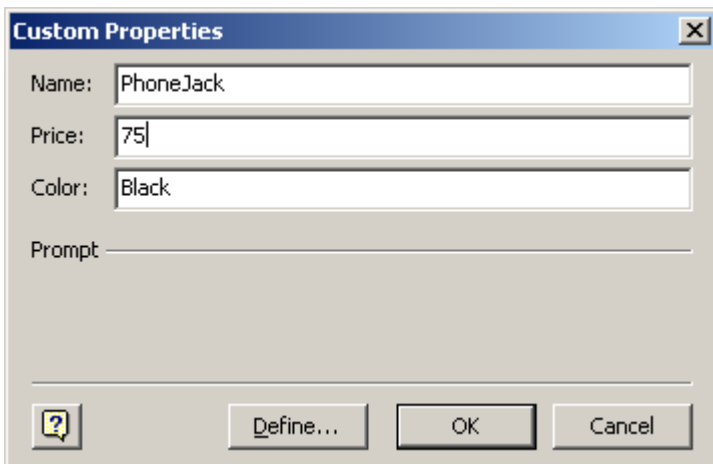 Custom Properties
Name: PhoneJack
Price: 75
Color: Black
Prompt
? Define... OK Cancel